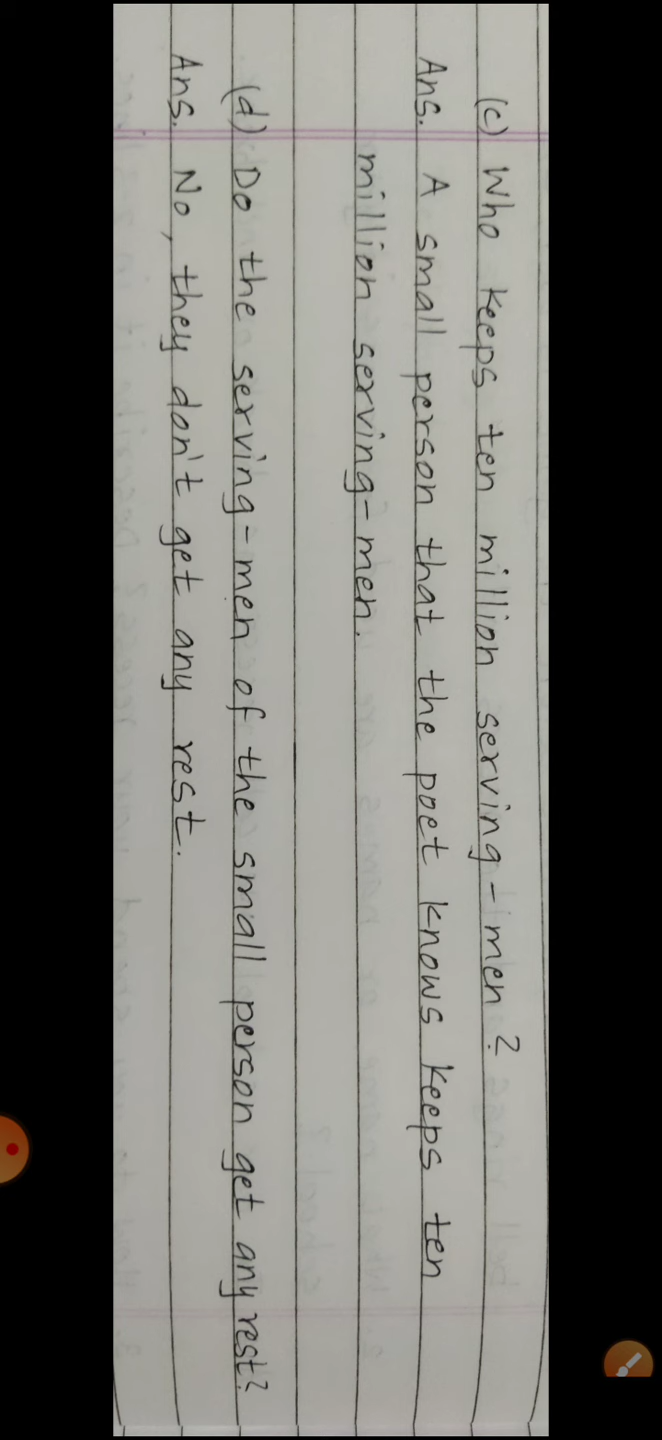 (c) Who keeps ten million serving-men?
Ans. A small person that the poet knows keeps ten
million serving-men.
(d) Do the serving-men of the small person get any rest?
Ans. No, they don't get any rest.